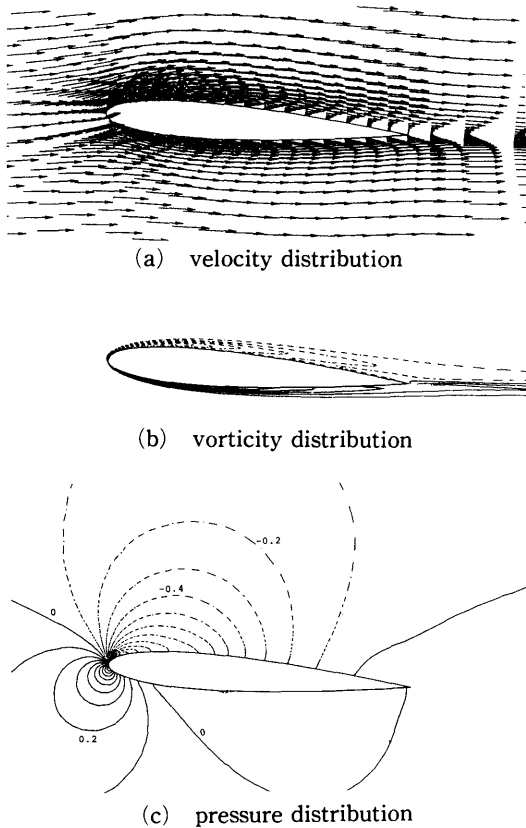 (a) velocity distribution
(b) vorticity distribution
-0.2
-0.4
0
0.2
0
(c) pressure distribution